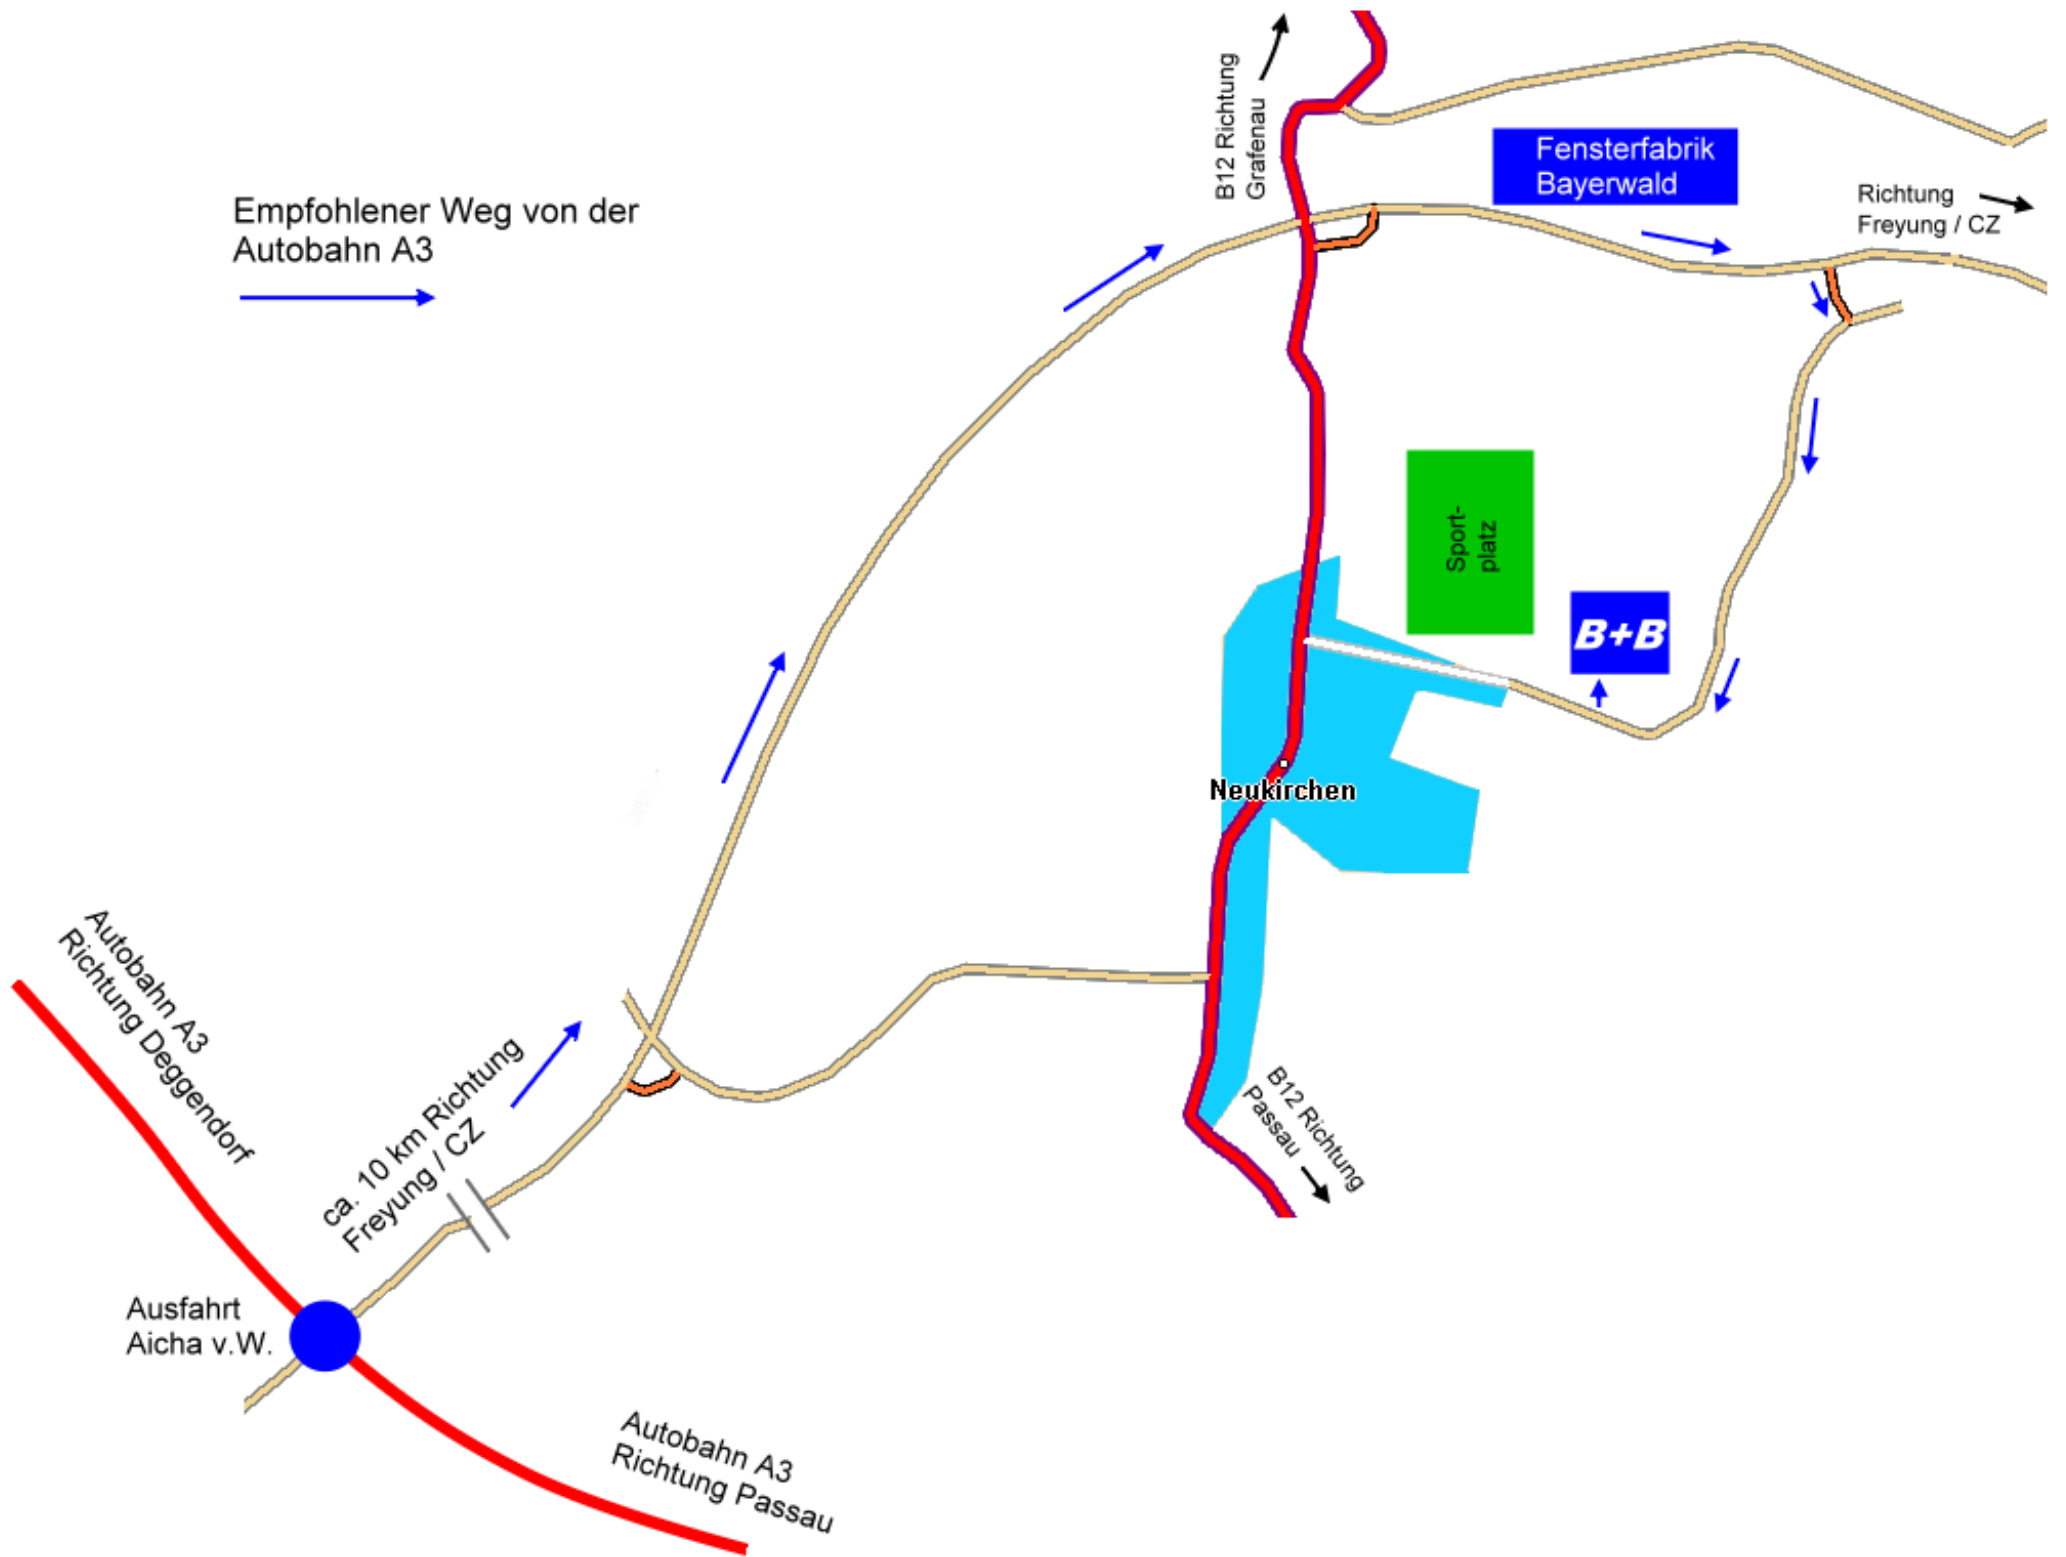 B12 Richtung
Grafenau
Fensterfabrik
Bayerwald
Richtung
Freyung / CZ
Empfohlener Weg von der
Autobahn A3
Sport-
platz
B+B
Neukirchen
Autobahn A3
Richtung Deggendorf
ca. 10 km Richtung
Freyung / CZ
B12 Richtung
Passau
Ausfahrt
Aicha v.W.
Autobahn A3
Richtung Passau